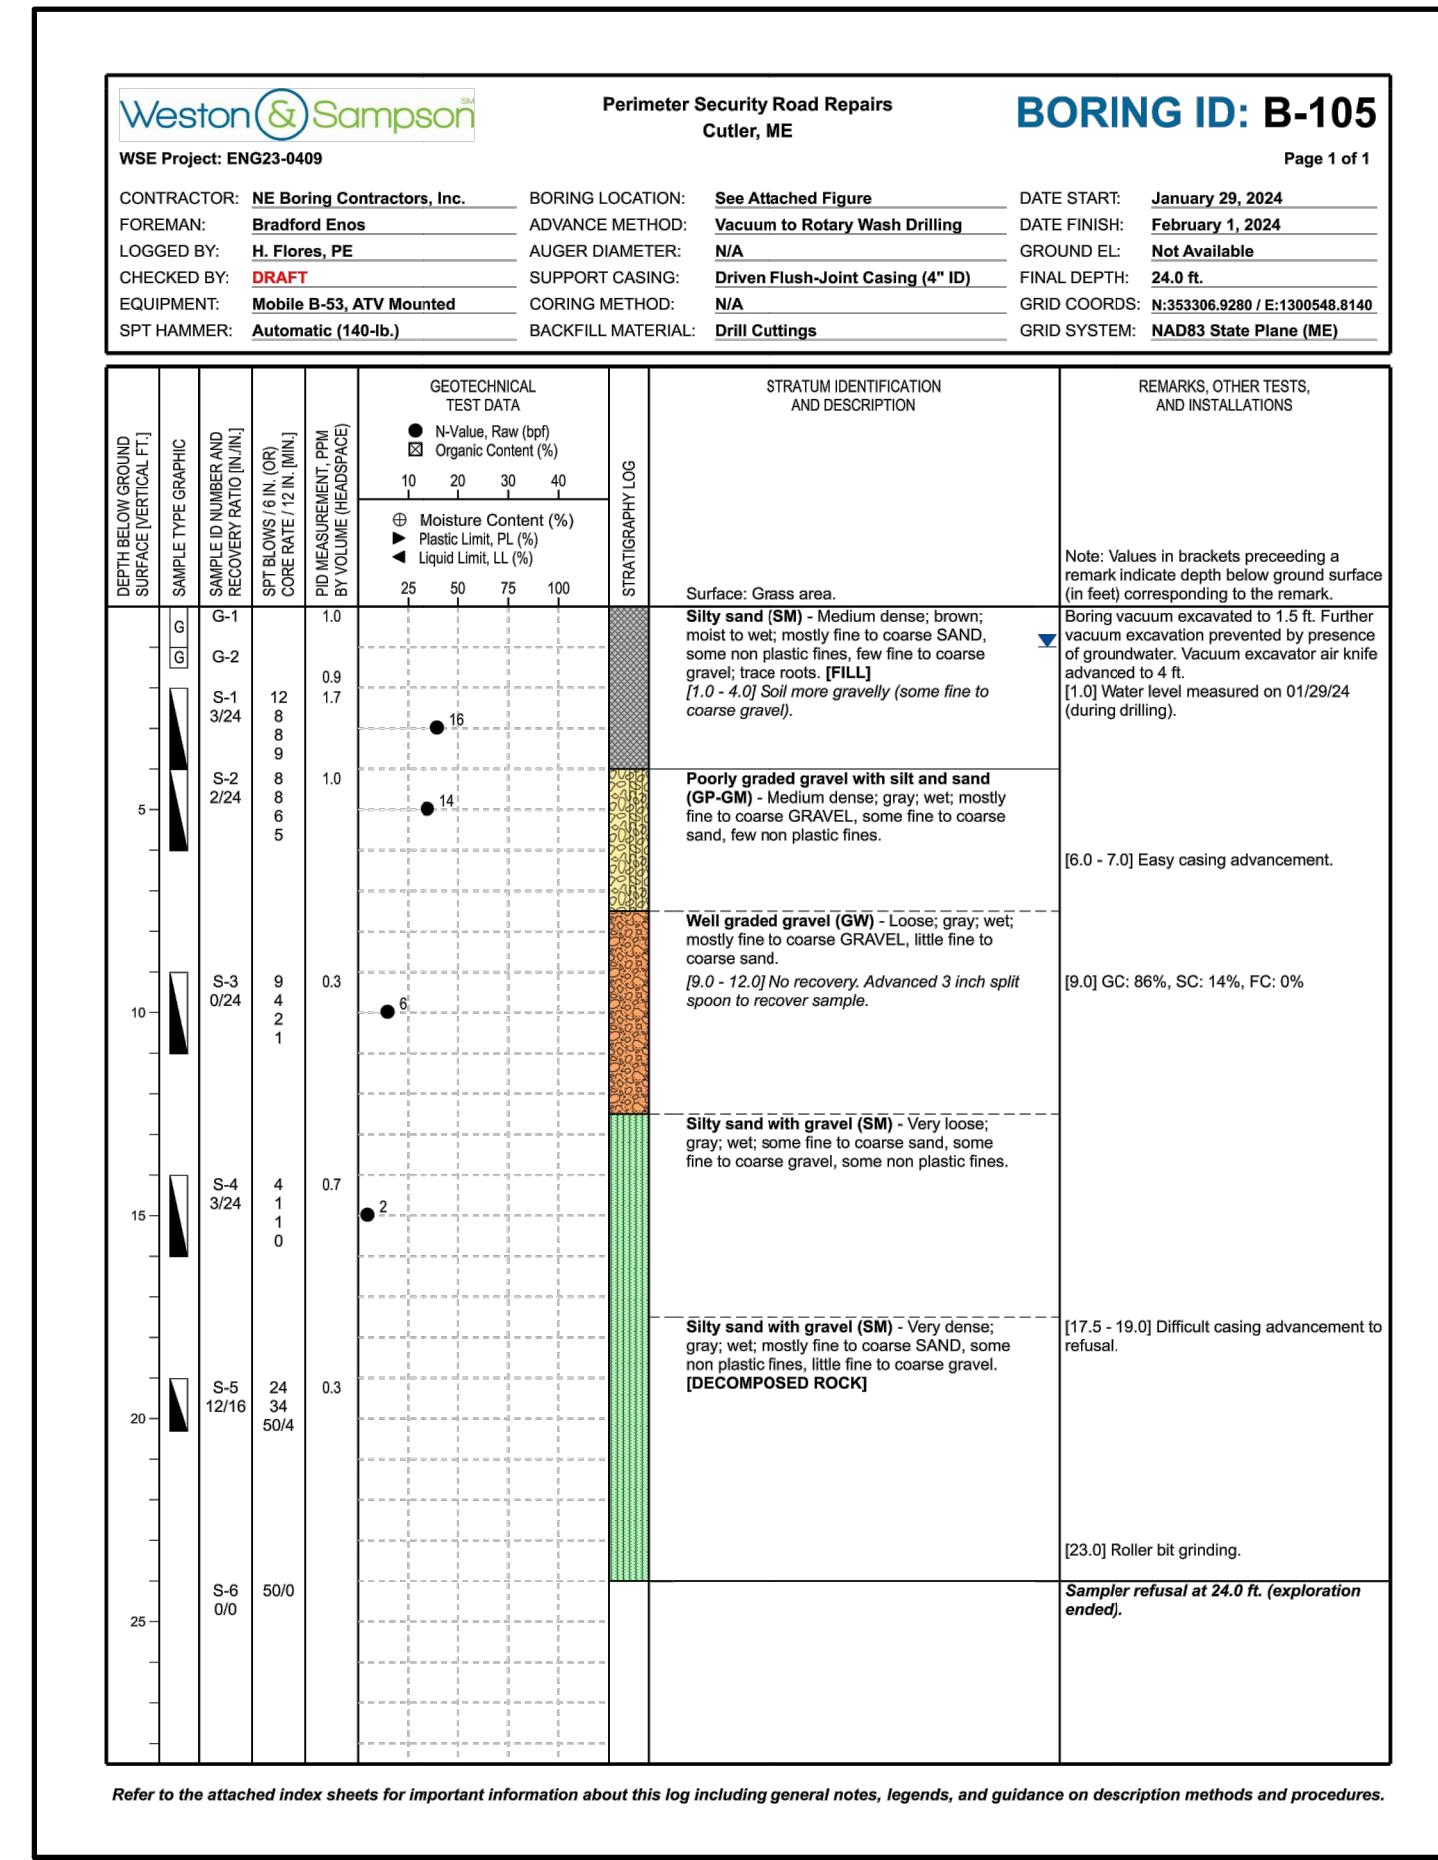 Weston & Sampson SM
Perimeter Security Road Repairs
Cutler, ME
BORING ID: B-105
WSE Project: ENG23-0409
Page 1 of 1
CONTRACTOR: NE Boring Contractors, Inc.
FOREMAN: Bradford Enos
LOGGED BY: H. Flores, PE
CHECKED BY: DRAFT
EQUIPMENT: Mobile B-53, ATV Mounted
SPT HAMMER: Automatic (140-lb.)
BORING LOCATION: See Attached Figure
ADVANCE METHOD: Vacuum to Rotary Wash Drilling
AUGER DIAMETER: N/A
SUPPORT CASING: Driven Flush-Joint Casing (4" ID)
CORING METHOD: N/A
BACKFILL MATERIAL: Drill Cuttings
DATE START: January 29, 2024
DATE FINISH: February 1, 2024
GROUND EL: Not Available
FINAL DEPTH: 24.0 ft.
GRID COORDS: N:353306.9280 / E:1300548.8140
GRID SYSTEM: NAD83 State Plane (ME)
DEPTH BELOW GROUND
SURFACE [VERTICAL FT.]
SAMPLE TYPE GRAPHIC
SAMPLE ID NUMBER AND
RECOVERY RATIO [IN./IN.]
SPT BLOWS / 6 IN. (OR)
CORE RATE / 12 IN. [MIN.]
PID MEASUREMENT, PPM
BY VOLUME (HEADSPACE)
GEOTECHNICAL
TEST DATA
N-Value, Raw (bpf)
Organic Content (%)
10 20 30 40
Moisture Content (%)
Plastic Limit, PL (%)
Liquid Limit, LL (%)
25 50 75 100
STRATIGRAPHY LOG
STRATUM IDENTIFICATION
AND DESCRIPTION
Surface: Grass area.
REMARKS, OTHER TESTS,
AND INSTALLATIONS
Note: Values in brackets preceeding a
remark indicate depth below ground surface
(in feet) corresponding to the remark.
5
10
15
20
25
G
G
G-1
G-2
S-1
3/24
S-2
2/24
S-3
0/24
S-4
3/24
S-5
12/16
S-6
0/0
12
8
8
9
8
8
6
5
9
4
2
1
4
1
1
0
24
34
50/4
50/0
1.0
0.9
1.7
1.0
0.3
0.7
0.3
16
14
6
2
Silty sand (SM) - Medium dense; brown;
moist to wet; mostly fine to coarse SAND,
some non plastic fines, few fine to coarse
gravel; trace roots. [FILL]
[1.0 - 4.0] Soil more gravelly (some fine to
coarse gravel).
Poorly graded gravel with silt and sand
(GP-GM) - Medium dense; gray; wet; mostly
fine to coarse GRAVEL, some fine to coarse
sand, few non plastic fines.
Well graded gravel (GW) - Loose; gray; wet;
mostly fine to coarse GRAVEL, little fine to
coarse sand.
[9.0 - 12.0] No recovery. Advanced 3 inch split
spoon to recover sample.
Silty sand with gravel (SM) - Very loose;
gray; wet; some fine to coarse sand, some
fine to coarse gravel, some non plastic fines.
Silty sand with gravel (SM) - Very dense;
gray; wet; mostly fine to coarse SAND, some
non plastic fines, little fine to coarse gravel.
[DECOMPOSED ROCK]
Boring vacuum excavated to 1.5 ft. Further
vacuum excavation prevented by presence
of groundwater. Vacuum excavator air knife
advanced to 4 ft.
[1.0] Water level measured on 01/29/24
(during drilling).
[6.0 - 7.0] Easy casing advancement.
[9.0] GC: 86%, SC: 14%, FC: 0%
[17.5 - 19.0] Difficult casing advancement to
refusal.
[23.0] Roller bit grinding.
Sampler refusal at 24.0 ft. (exploration
ended).
Refer to the attached index sheets for important information about this log including general notes, legends, and guidance on description methods and procedures.